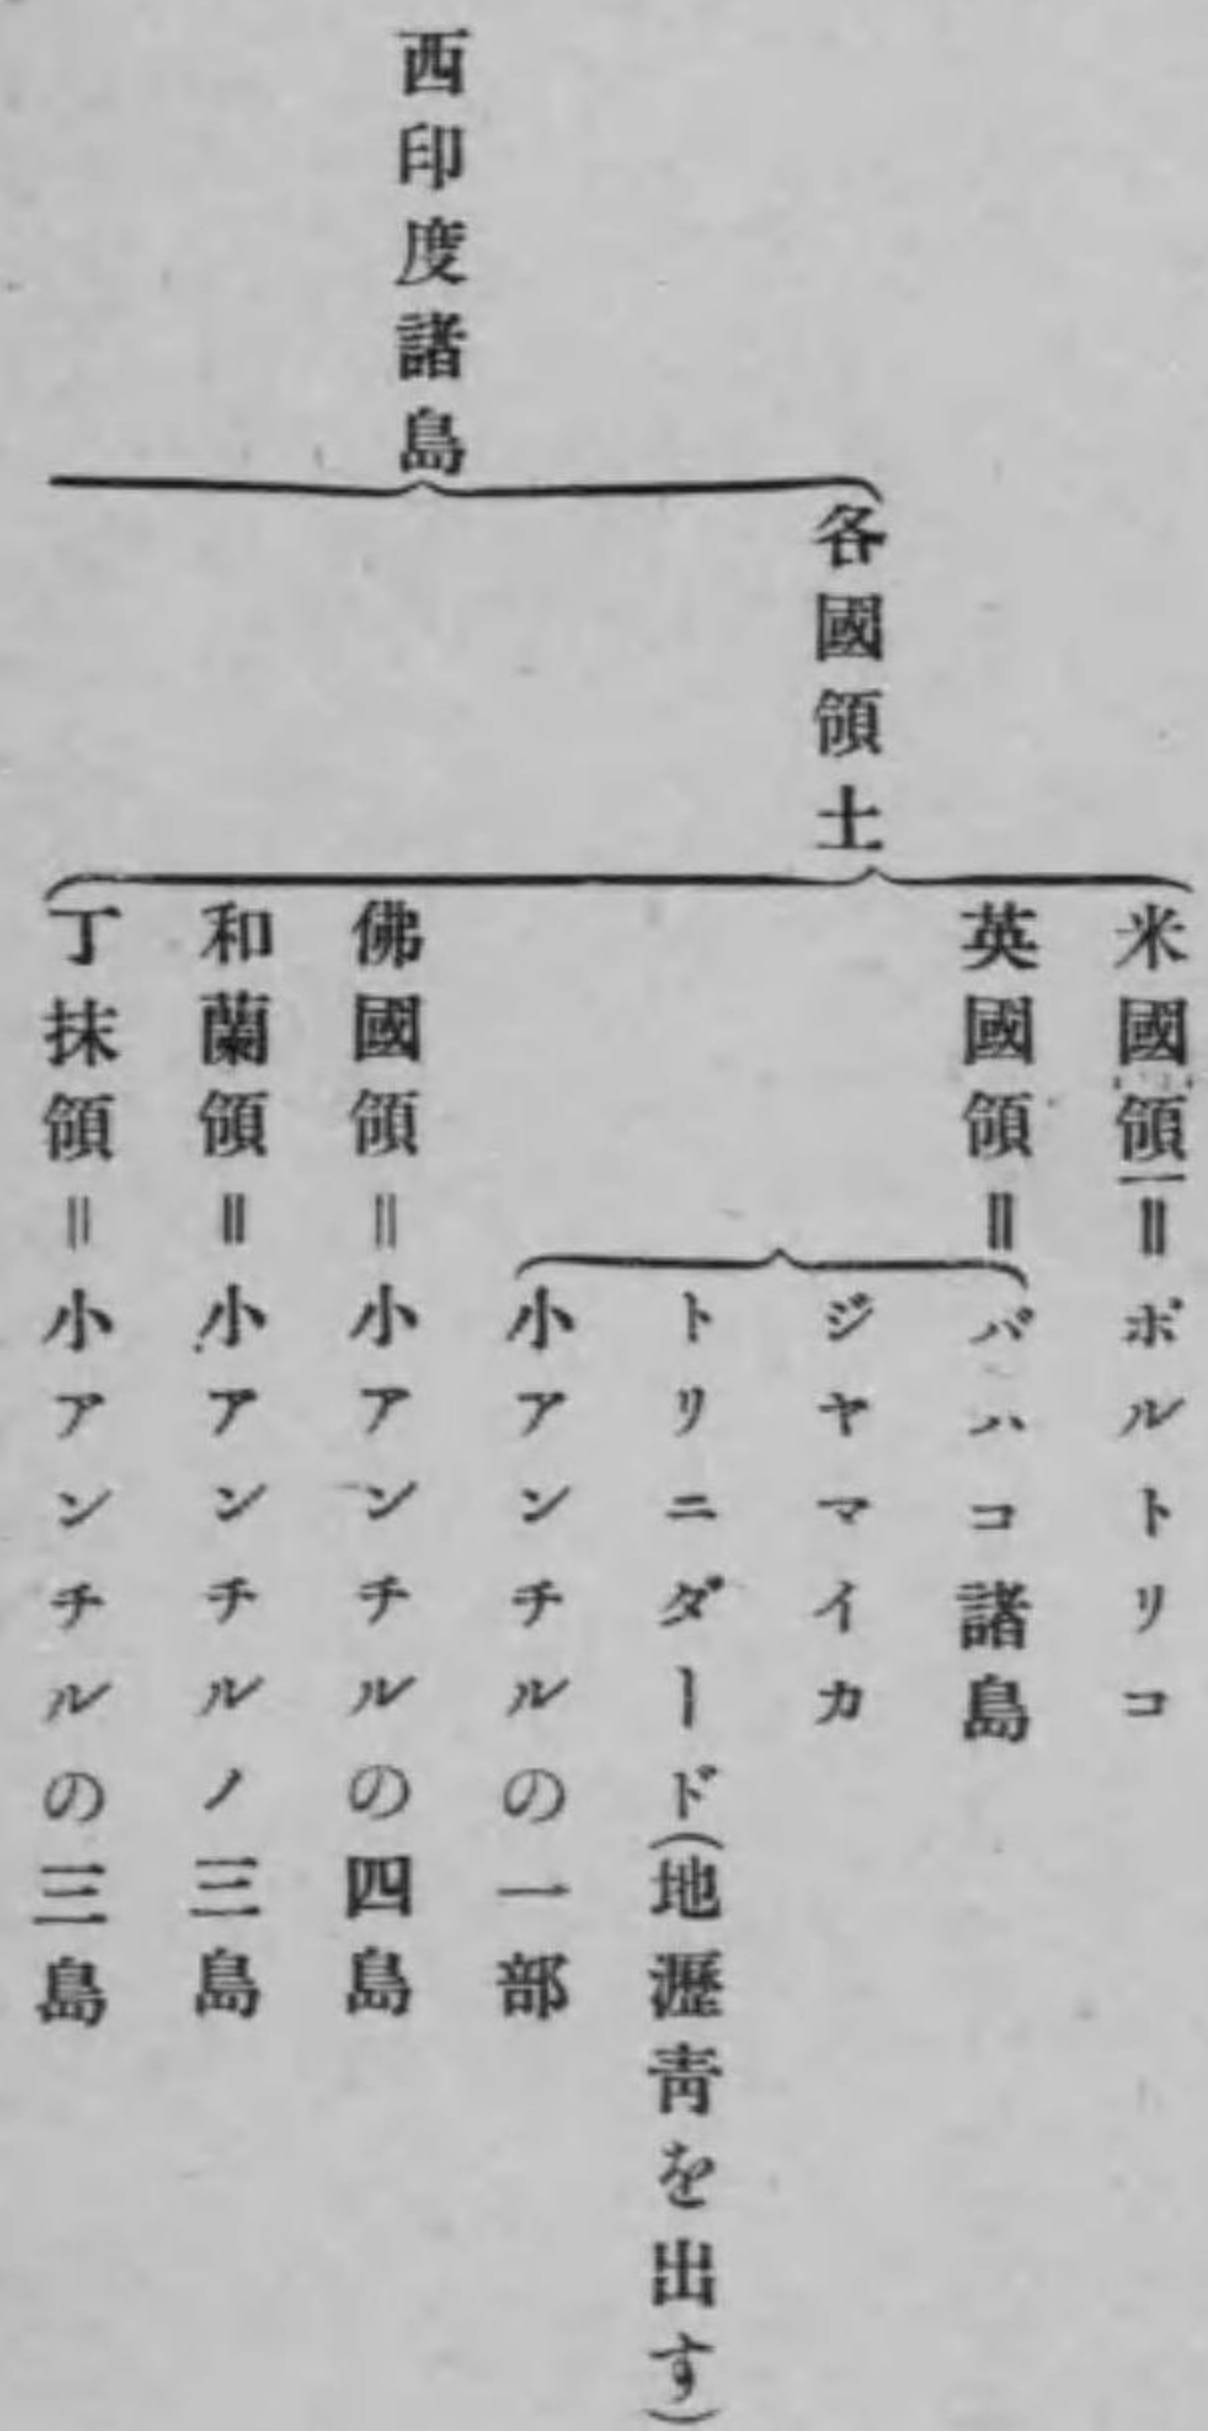 西印度諸島
各國領土
米國領=ポルトリコ
英國領=
バハコ諸島
ジヤマイカ
トリニダード(地瀝靑を出す)
小アンチルの一部
佛國領=小アンチルの四島
和蘭領=小アンチルノ三島
丁抹領=小アンチルの三島